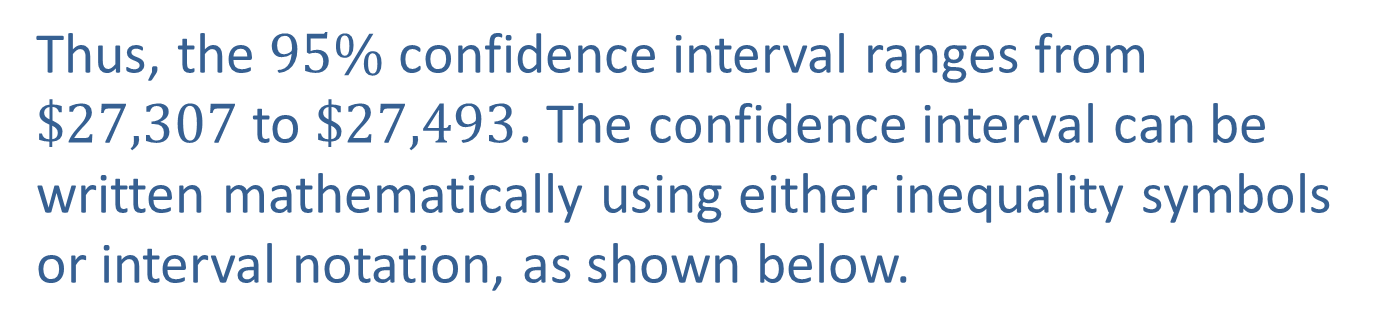 Thus, the 95% confidence interval ranges from
$27,307 to $27,493. The confidence interval can be
written mathematically using either inequality symbols
or interval notation, as shown below.